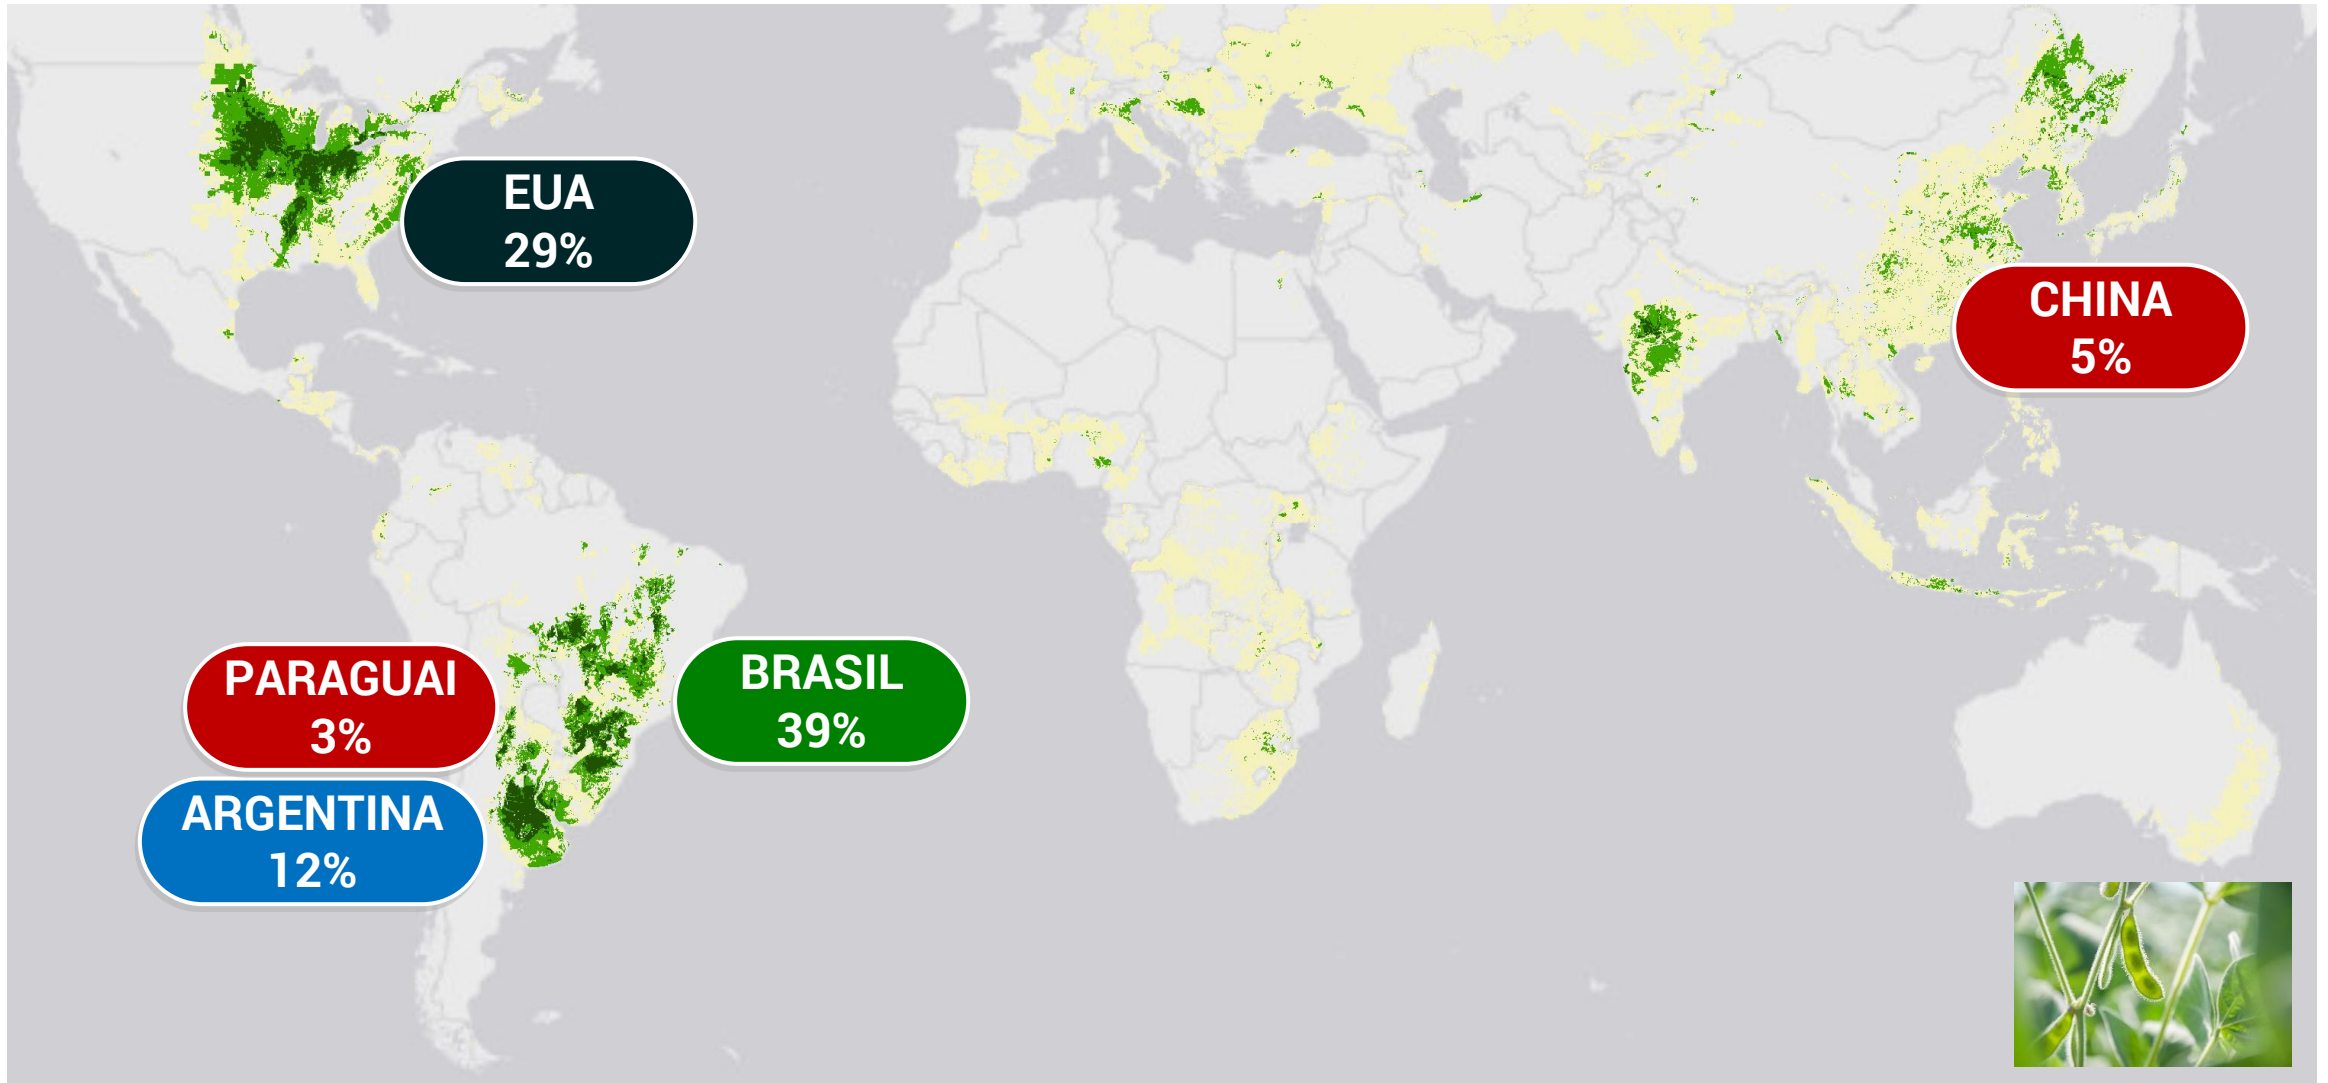 EUA
29%
CHINA
5%
PARAGUAI
3%
BRASIL
39%
ARGENTINA
12%